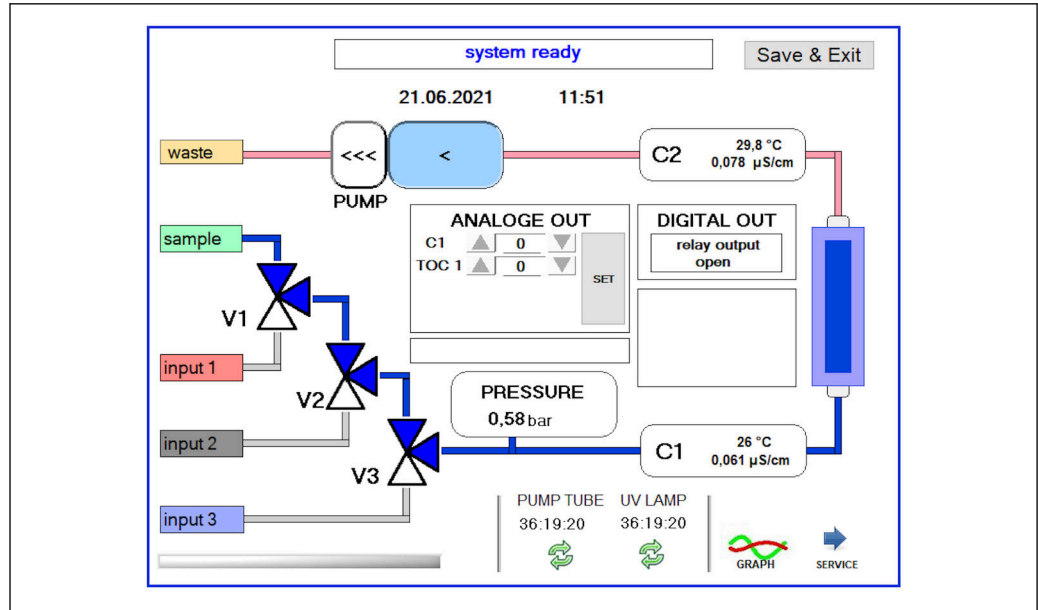 system ready
Save & Exit
21.06.2021 11:51
waste
<<<
<
PUMP
C2
29,8 °C
0,078 µS/cm
sample
ANALOGE OUT
C1 0
TOC 1 0
SET
DIGITAL OUT
relay output
open
V1
input 1
V2
input 2
V3
input 3
PRESSURE
0,58 bar
C1
26 °C
0,061 µS/cm
PUMP TUBE UV LAMP
36:19:20 36:19:20
GRAPH
SERVICE